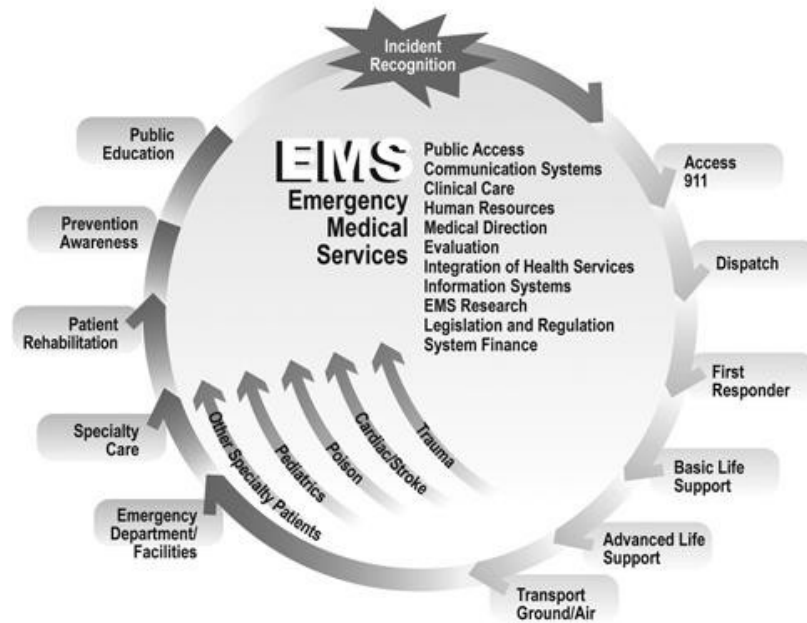 Incident
Recognition
EMS
Emergency
Medical
Services
Public Access
Communication Systems
Clinical Care
Human Resources
Medical Direction
Evaluation
Integration of Health Services
Information Systems
EMS Research
Legislation and Regulation
System Finance
Access
911
Dispatch
First
Responder
Basic Life
Support
Advanced Life
Support
Transport
Ground/Air
Emergency
Department/
Facilities
Specialty
Care
Patient
Rehabilitation
Prevention
Awareness
Public
Education
Other Specialty Patients
Pediatrics
Poison
Cardiac/Stroke
Trauma